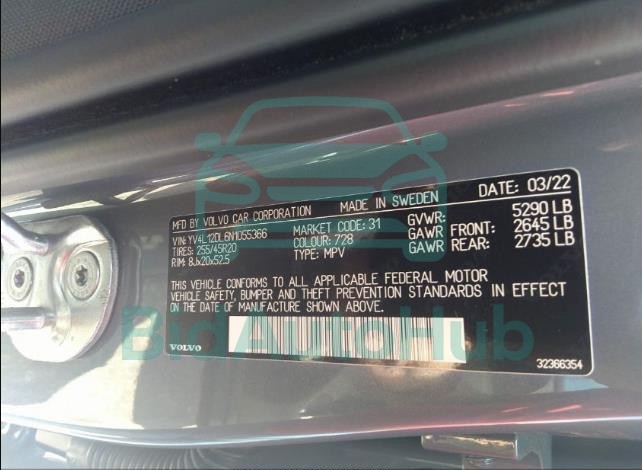 MFD BY VOLVO CAR CORPORATION MADE IN SWEDEN DATE: 03/22
VIN: YV4L12DL6N1055366 MARKET CODE: 31 GVWR: 5290 LB
TIRES: 255/45R20 COLOUR: 728 GAWR FRONT: 2645 LB
RIM: 8Jx20x52.5 TYPE: MPV GAWR REAR: 2735 LB
THIS VEHICLE CONFORMS TO ALL APPLICABLE FEDERAL MOTOR
VEHICLE SAFETY, BUMPER AND THEFT PREVENTION STANDARDS IN EFFECT
ON THE DATE OF MANUFACTURE SHOWN ABOVE.
VOLVO
32366354
BidAutoHub